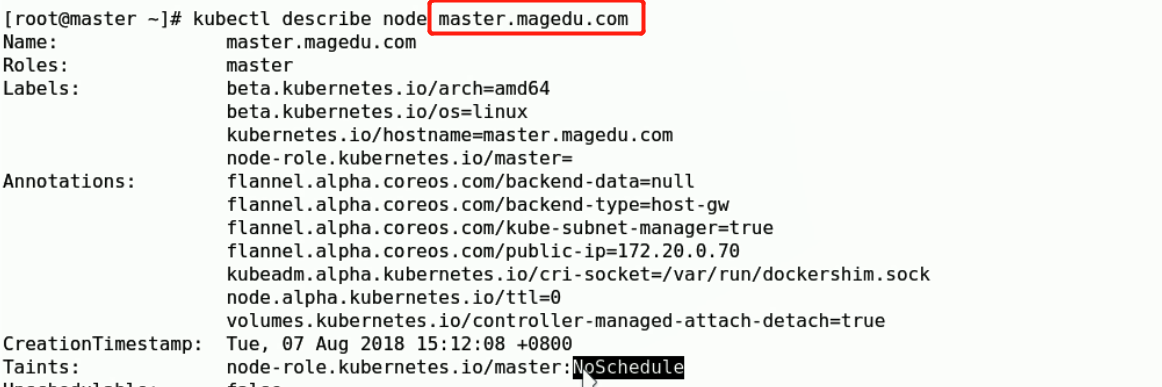 [root@master ~]# kubectl describe node master.magedu.com
Name: master.magedu.com
Roles: master
Labels: beta.kubernetes.io/arch=amd64
beta.kubernetes.io/os=linux
kubernetes.io/hostname=master.magedu.com
node-role.kubernetes.io/master=
Annotations: flannel.alpha.coreos.com/backend-data=null
flannel.alpha.coreos.com/backend-type=host-gw
flannel.alpha.coreos.com/kube-subnet-manager=true
flannel.alpha.coreos.com/public-ip=172.20.0.70
kubeadm.alpha.kubernetes.io/cri-socket=/var/run/dockershim.sock
node.alpha.kubernetes.io/ttl=0
volumes.kubernetes.io/controller-managed-attach-detach=true
CreationTimestamp: Tue, 07 Aug 2018 15:12:08 +0800
Taints: node-role.kubernetes.io/master:NoSchedule